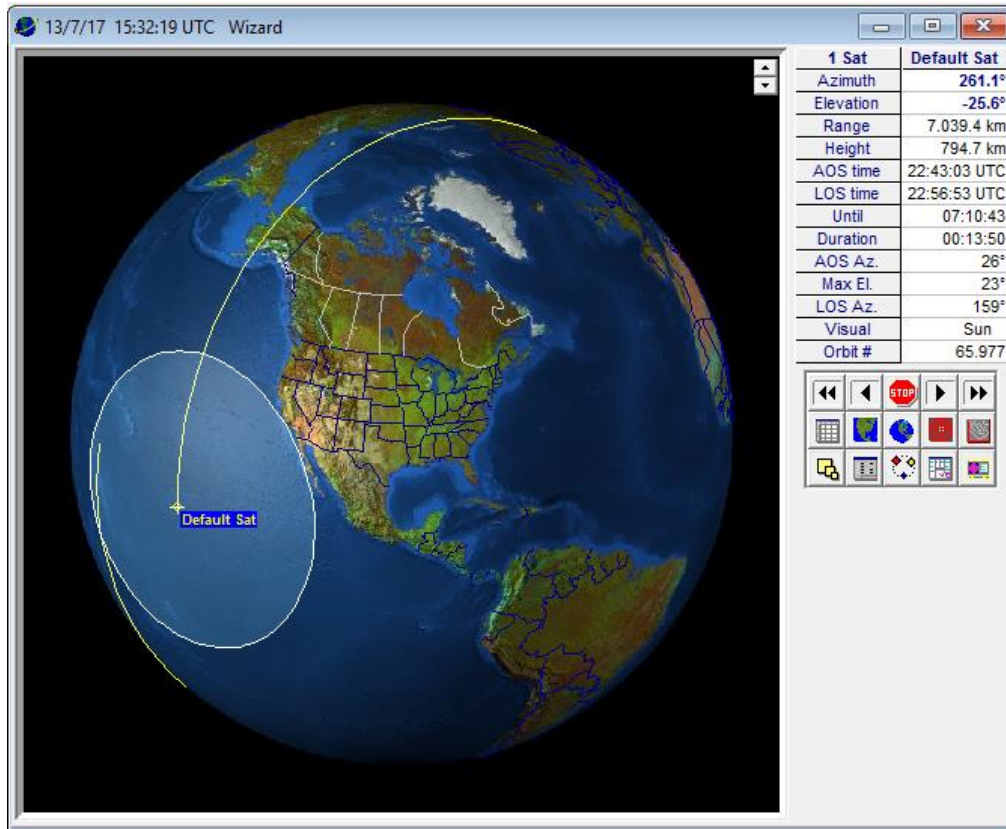 13/7/17 15:32:19 UTC Wizard
1 Sat Default Sat
Azimuth 261.1°
Elevation -25.6°
Range 7.039.4 km
Height 794.7 km
AOS time 22:43:03 UTC
LOS time 22:56:53 UTC
Until 07:10:43
Duration 00:13:50
AOS Az. 26°
Max El. 23°
LOS Az. 159°
Visual Sun
Orbit # 65.977
STOP
Default Sat